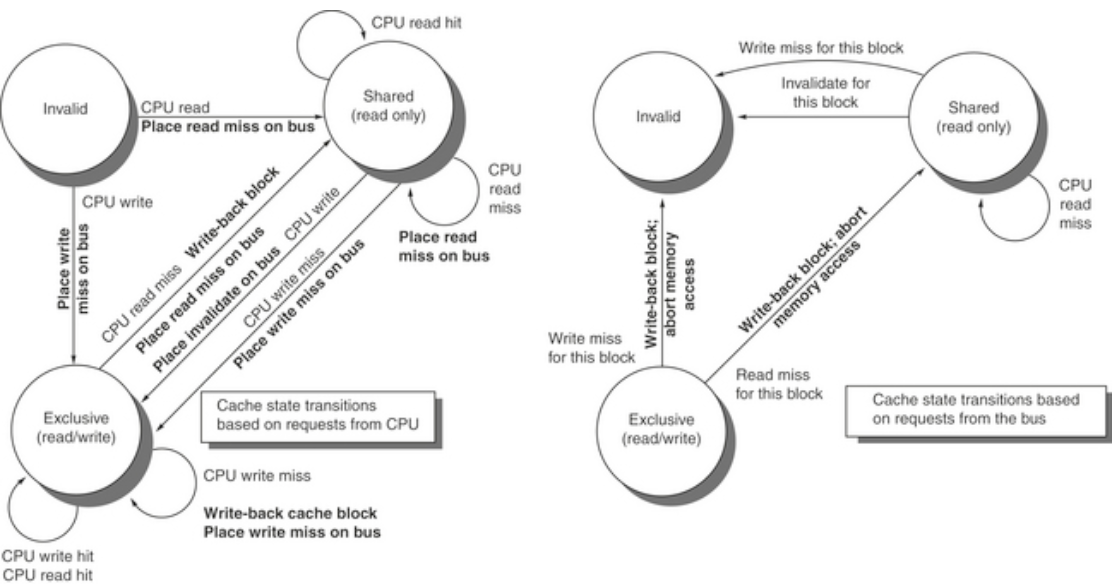 CPU read hit
Invalid
CPU read
Place read miss on bus
Shared
(read only)
CPU
read
miss
Place read
miss on bus
CPU write
Place write
miss on bus
CPU read miss Write-back block
Place read miss on bus
Place invalidate on bus CPU write
CPU write miss
Place write miss on bus
Exclusive
(read/write)
Cache state transitions
based on requests from CPU
CPU write miss
Write-back cache block
Place write miss on bus
CPU write hit
CPU read hit
Write miss for this block
Invalidate for
this block
Invalid
Shared
(read only)
CPU
read
miss
Write-back block;
abort memory
access
Write-back block; abort
memory access
Write miss
for this block
Read miss
for this block
Exclusive
(read/write)
Cache state transitions based
on requests from the bus